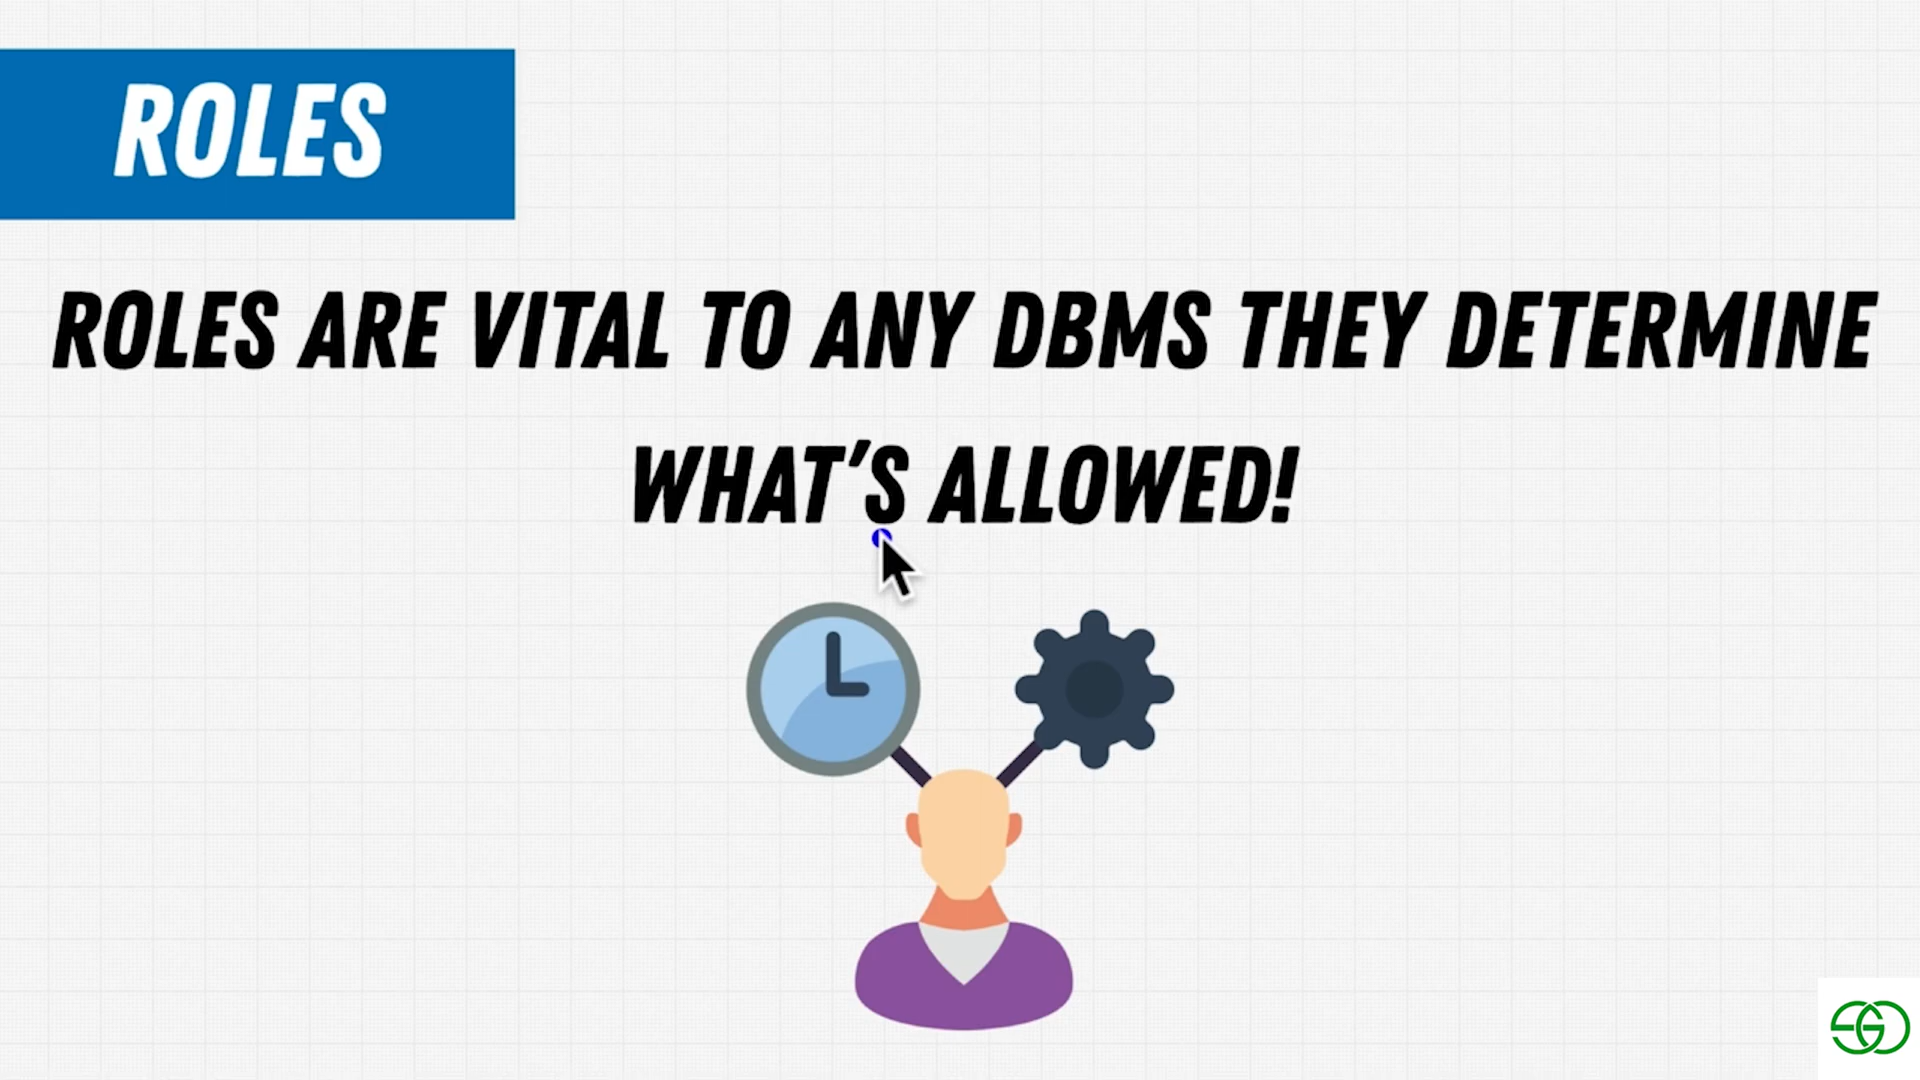 ROLES
ROLES ARE VITAL TO ANY DBMS THEY DETERMINE
WHAT'S ALLOWED!